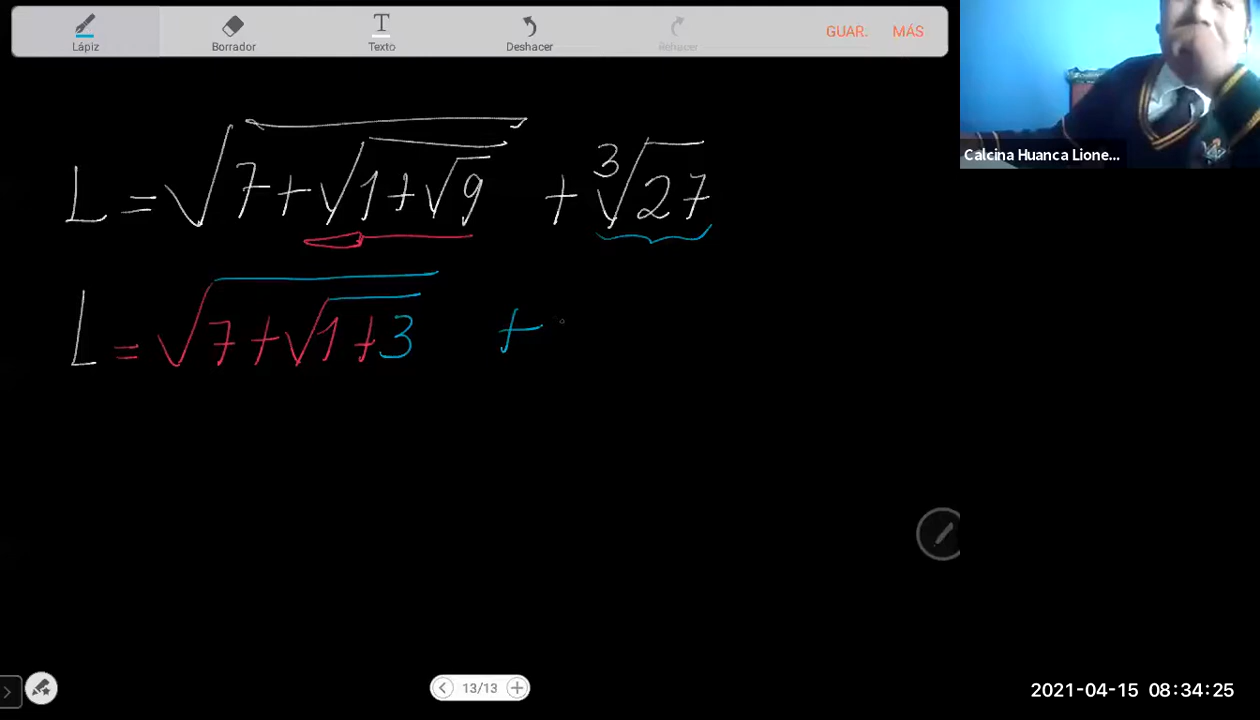 Lápiz
Borrador
Texto
Deshacer
Rehacer
GUAR.
MÁS
Calcina Huanca Lione...
L = √(7 + √(1 + √9)) + ∛27
L = √(7 + √(1 + 3)) +
13/13
2021-04-15 08:34:25